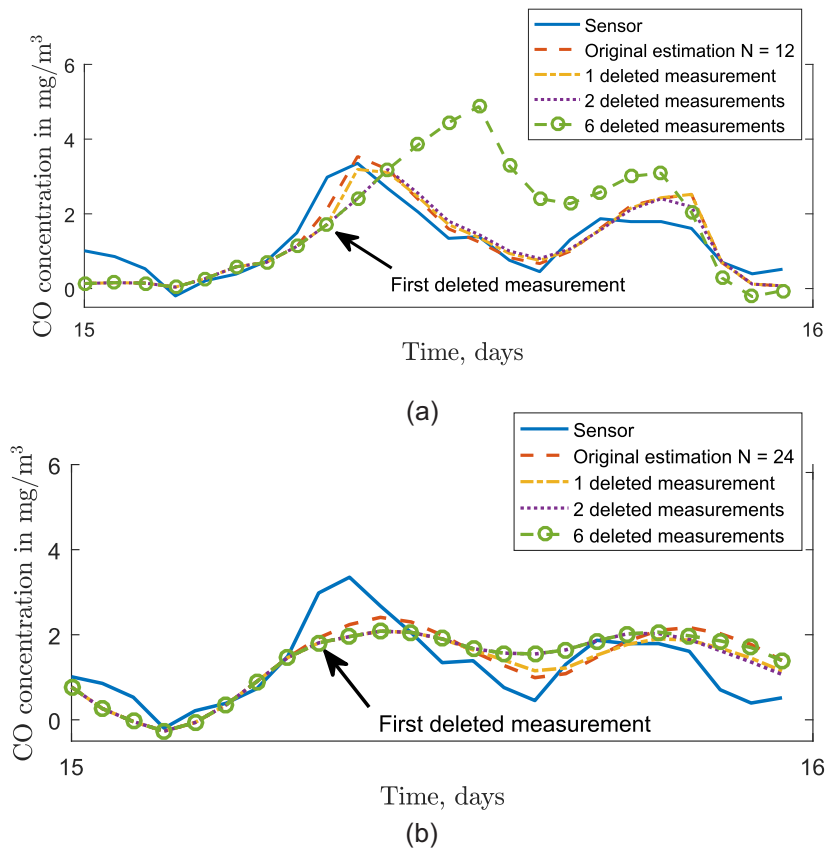 Sensor
Original estimation N = 12
1 deleted measurement
2 deleted measurements
6 deleted measurements
6
4
2
0
CO concentration in mg/m³
First deleted measurement
15
16
Time, days
(a)
Sensor
Original estimation N = 24
1 deleted measurement
2 deleted measurements
6 deleted measurements
6
4
2
0
CO concentration in mg/m³
First deleted measurement
15
16
Time, days
(b)